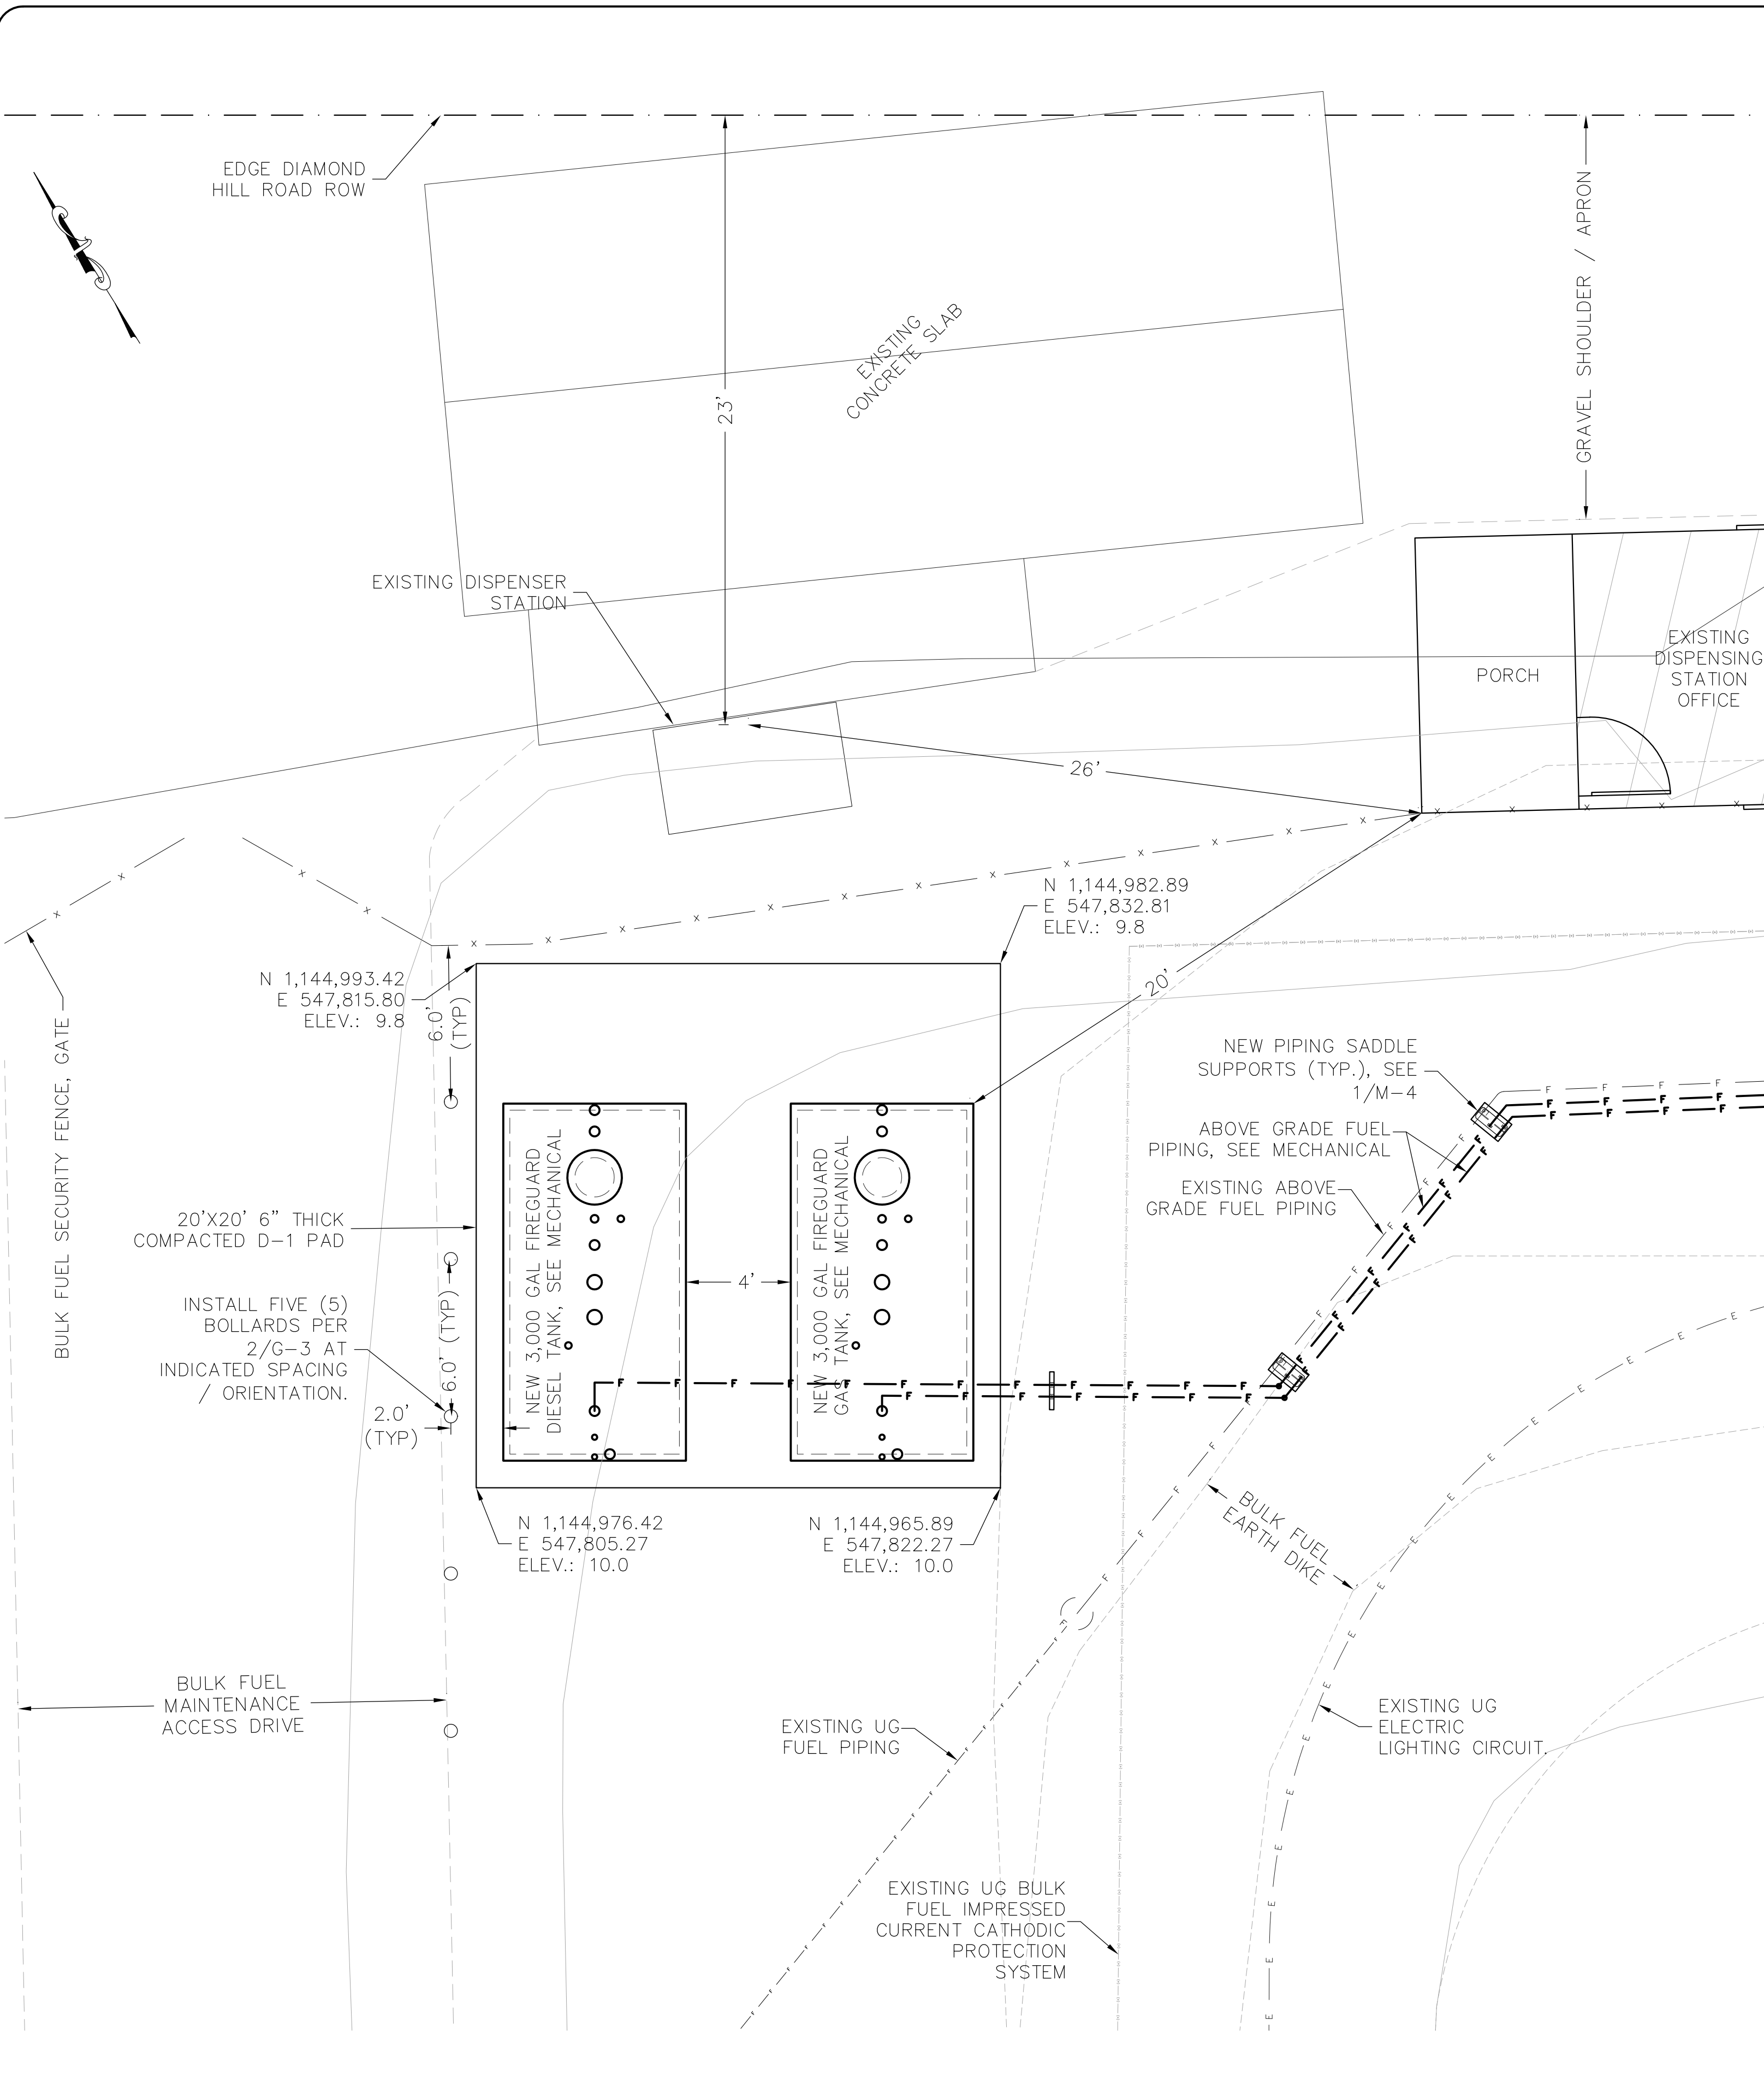 EDGE DIAMOND
HILL ROAD ROW
23'
EXISTING
CONCRETE SLAB
GRAVEL SHOULDER / APRON
EXISTING DISPENSER
STATION
PORCH
EXISTING
DISPENSING
STATION
OFFICE
26'
N 1,144,982.89
E 547,832.81
ELEV.: 9.8
N 1,144,993.42
E 547,815.80
ELEV.: 9.8
6.0'
(TYP)
20'
BULK FUEL SECURITY FENCE, GATE
NEW PIPING SADDLE
SUPPORTS (TYP.), SEE
1/M-4
ABOVE GRADE FUEL
PIPING, SEE MECHANICAL
EXISTING ABOVE
GRADE FUEL PIPING
20'X20' 6" THICK
COMPACTED D-1 PAD
NEW 3,000 GAL FIREGUARD
DIESEL TANK, SEE MECHANICAL
4'
NEW 3,000 GAL FIREGUARD
GAS TANK, SEE MECHANICAL
INSTALL FIVE (5)
BOLLARDS PER
2/G-3 AT
INDICATED SPACING
/ ORIENTATION.
6.0' (TYP)
2.0'
(TYP)
N 1,144,976.42
E 547,805.27
ELEV.: 10.0
N 1,144,965.89
E 547,822.27
ELEV.: 10.0
BULK FUEL
EARTH DIKE
BULK FUEL
MAINTENANCE
ACCESS DRIVE
EXISTING UG
FUEL PIPING
EXISTING UG
ELECTRIC
LIGHTING CIRCUIT.
EXISTING UG BULK
FUEL IMPRESSED
CURRENT CATHODIC
PROTECTION
SYSTEM